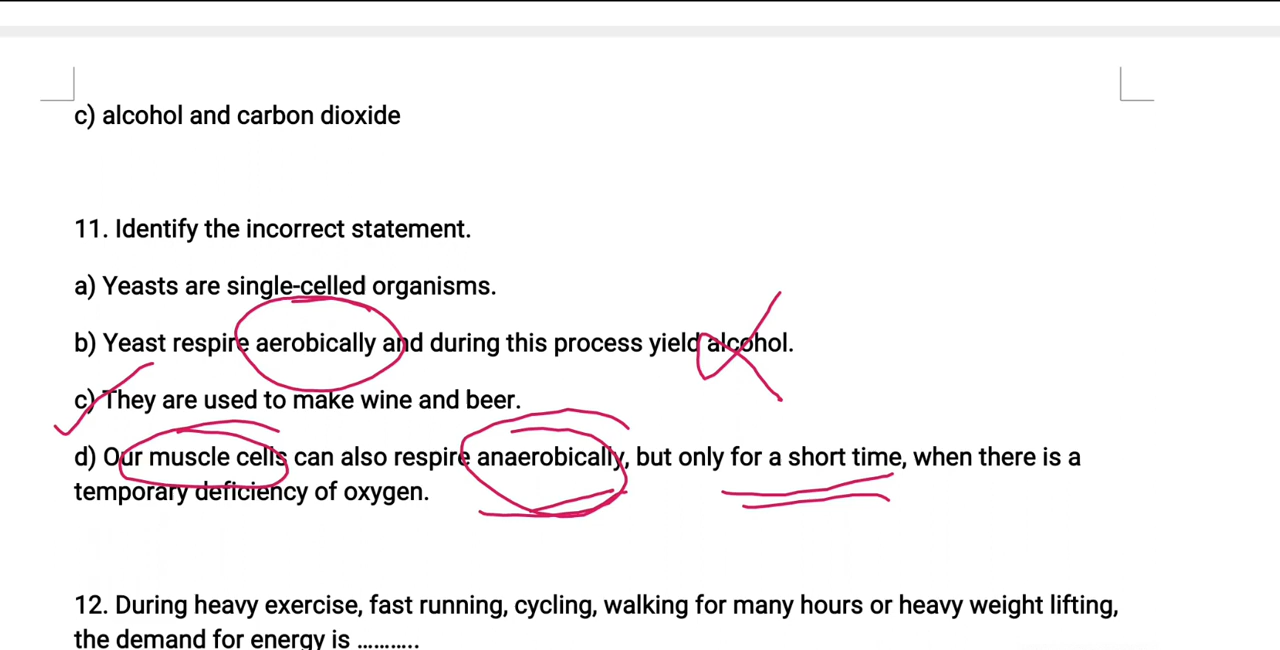 c) alcohol and carbon dioxide
11. Identify the incorrect statement.
a) Yeasts are single-celled organisms.
b) Yeast respire aerobically and during this process yield alcohol.
c) They are used to make wine and beer.
d) Our muscle cells can also respire anaerobically, but only for a short time, when there is a
temporary deficiency of oxygen.
12. During heavy exercise, fast running, cycling, walking for many hours or heavy weight lifting,
the demand for energy is ..........